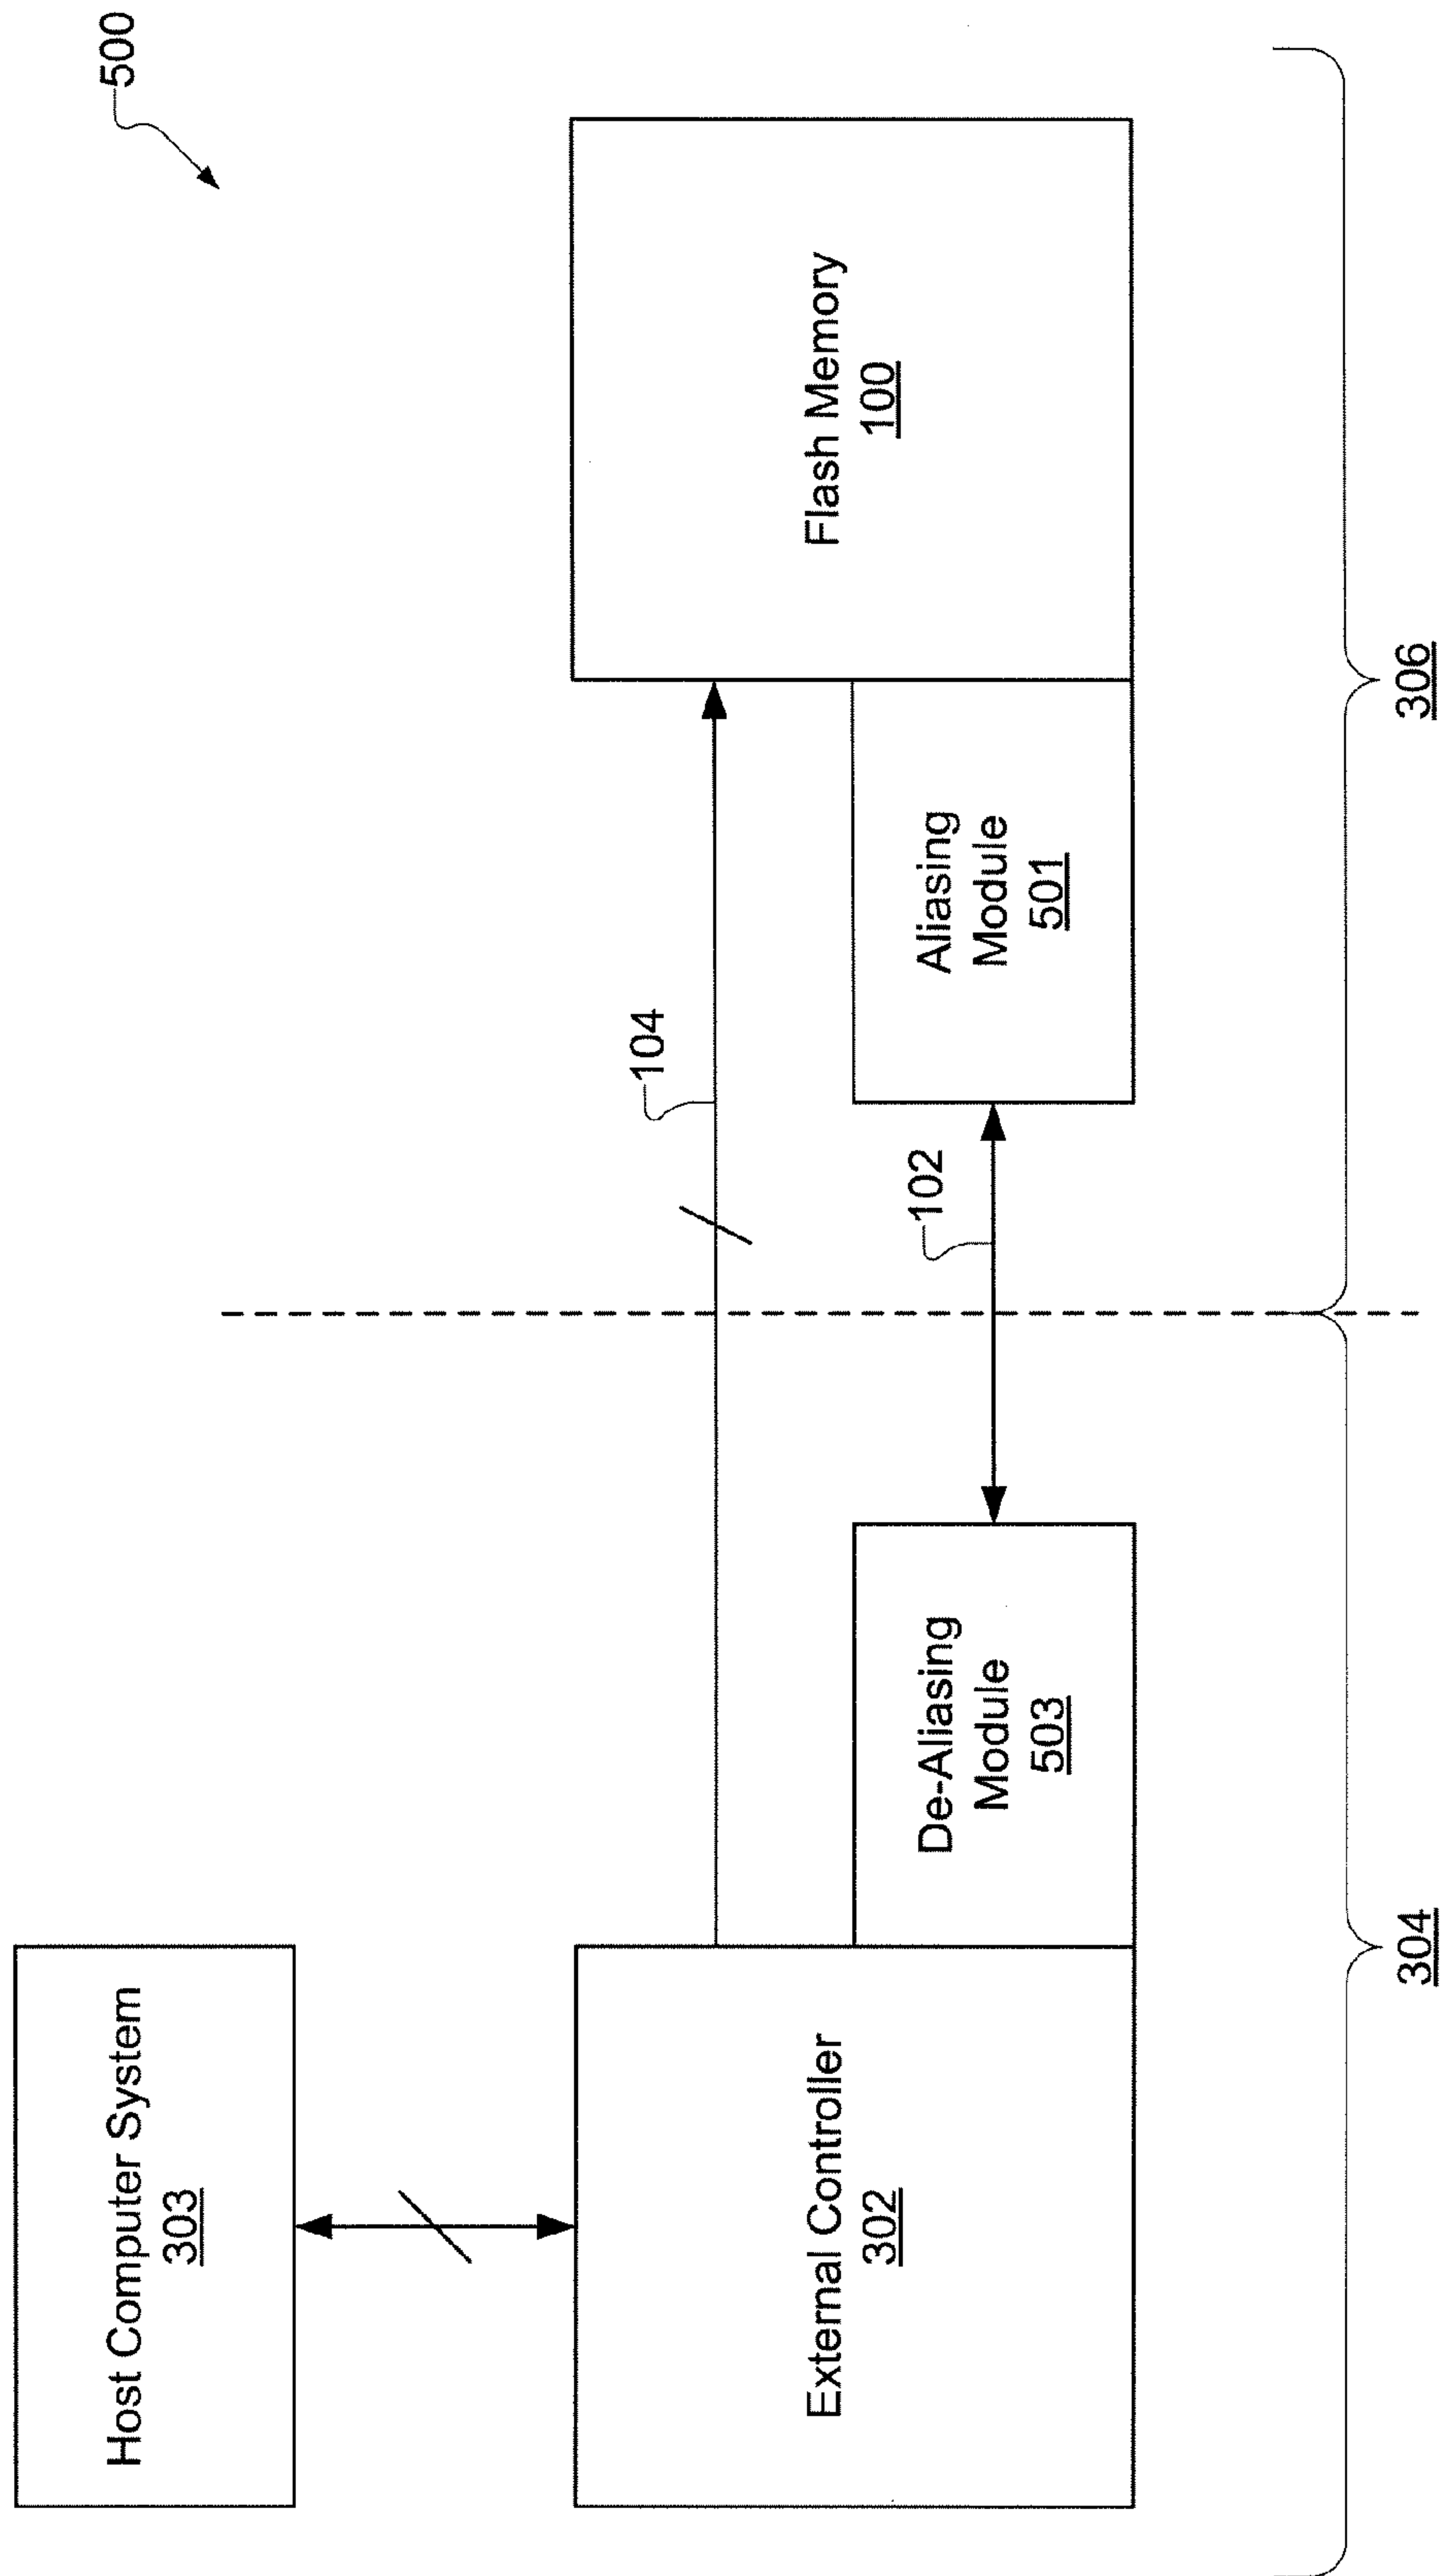 500
Host Computer System
303
External Controller
302
De-Aliasing
Module
503
104
102
Aliasing
Module
501
Flash Memory
100
304
306